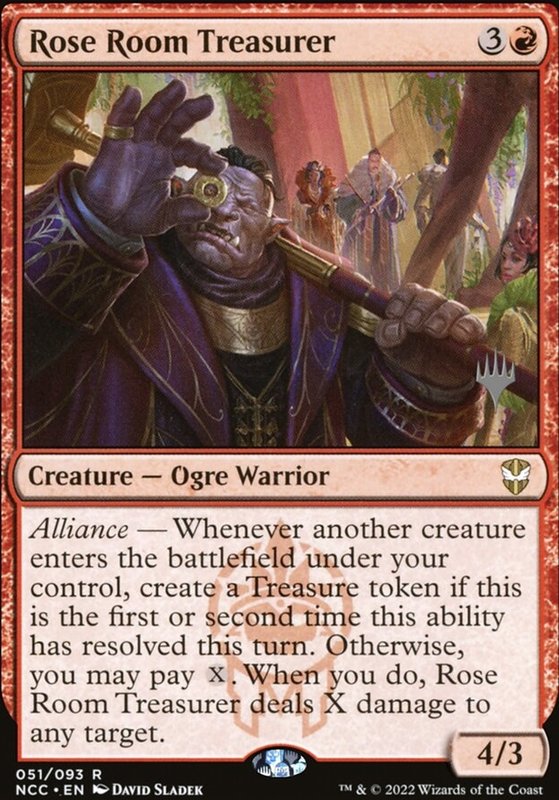 Rose Room Treasurer 3
Creature — Ogre Warrior
Alliance — Whenever another creature
enters the battlefield under your
control, create a Treasure token if this
is the first or second time this ability
has resolved this turn. Otherwise,
you may pay X. When you do, Rose
Room Treasurer deals X damage to
any target.
4/3
051/093 R
NCC • EN DAVID SLADEK
™ & © 2022 Wizards of the Coast